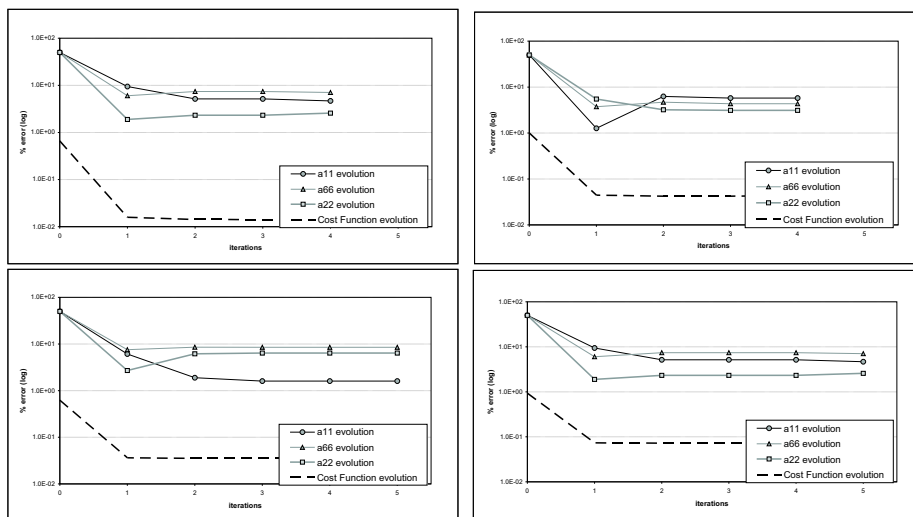 1.0E+02
1.0E+01
1.0E+00
1.0E-01
1.0E-02
% error (log)
0 1 2 3 4 5
iterations
a11 evolution
a66 evolution
a22 evolution
Cost Function evolution
1.0E+02
1.0E+01
1.0E+00
1.0E-01
1.0E-02
% error (log)
0 1 2 3 4 5
iterations
a11 evolution
a66 evolution
a22 evolution
Cost Function evolution
1.0E+02
1.0E+01
1.0E+00
1.0E-01
1.0E-02
% error (log)
0 1 2 3 4 5
iterations
a11 evolution
a66 evolution
a22 evolution
Cost Function evolution
1.0E+02
1.0E+01
1.0E+00
1.0E-01
1.0E-02
% error (log)
0 1 2 3 4 5
iterations
a11 evolution
a66 evolution
a22 evolution
Cost Function evolution